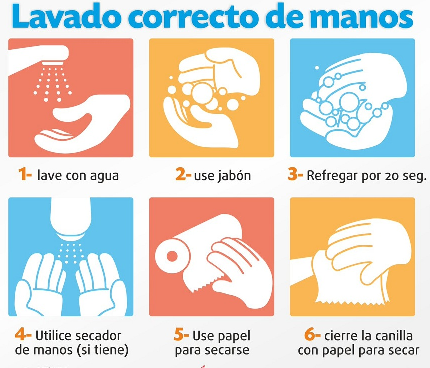 Lavado correcto de manos
1- lave con agua
2- use jabón
3- Refregar por 20 seg.
4- Utilice secador
de manos (si tiene)
5- Use papel
para secarse
6- cierre la canilla
con papel para secar